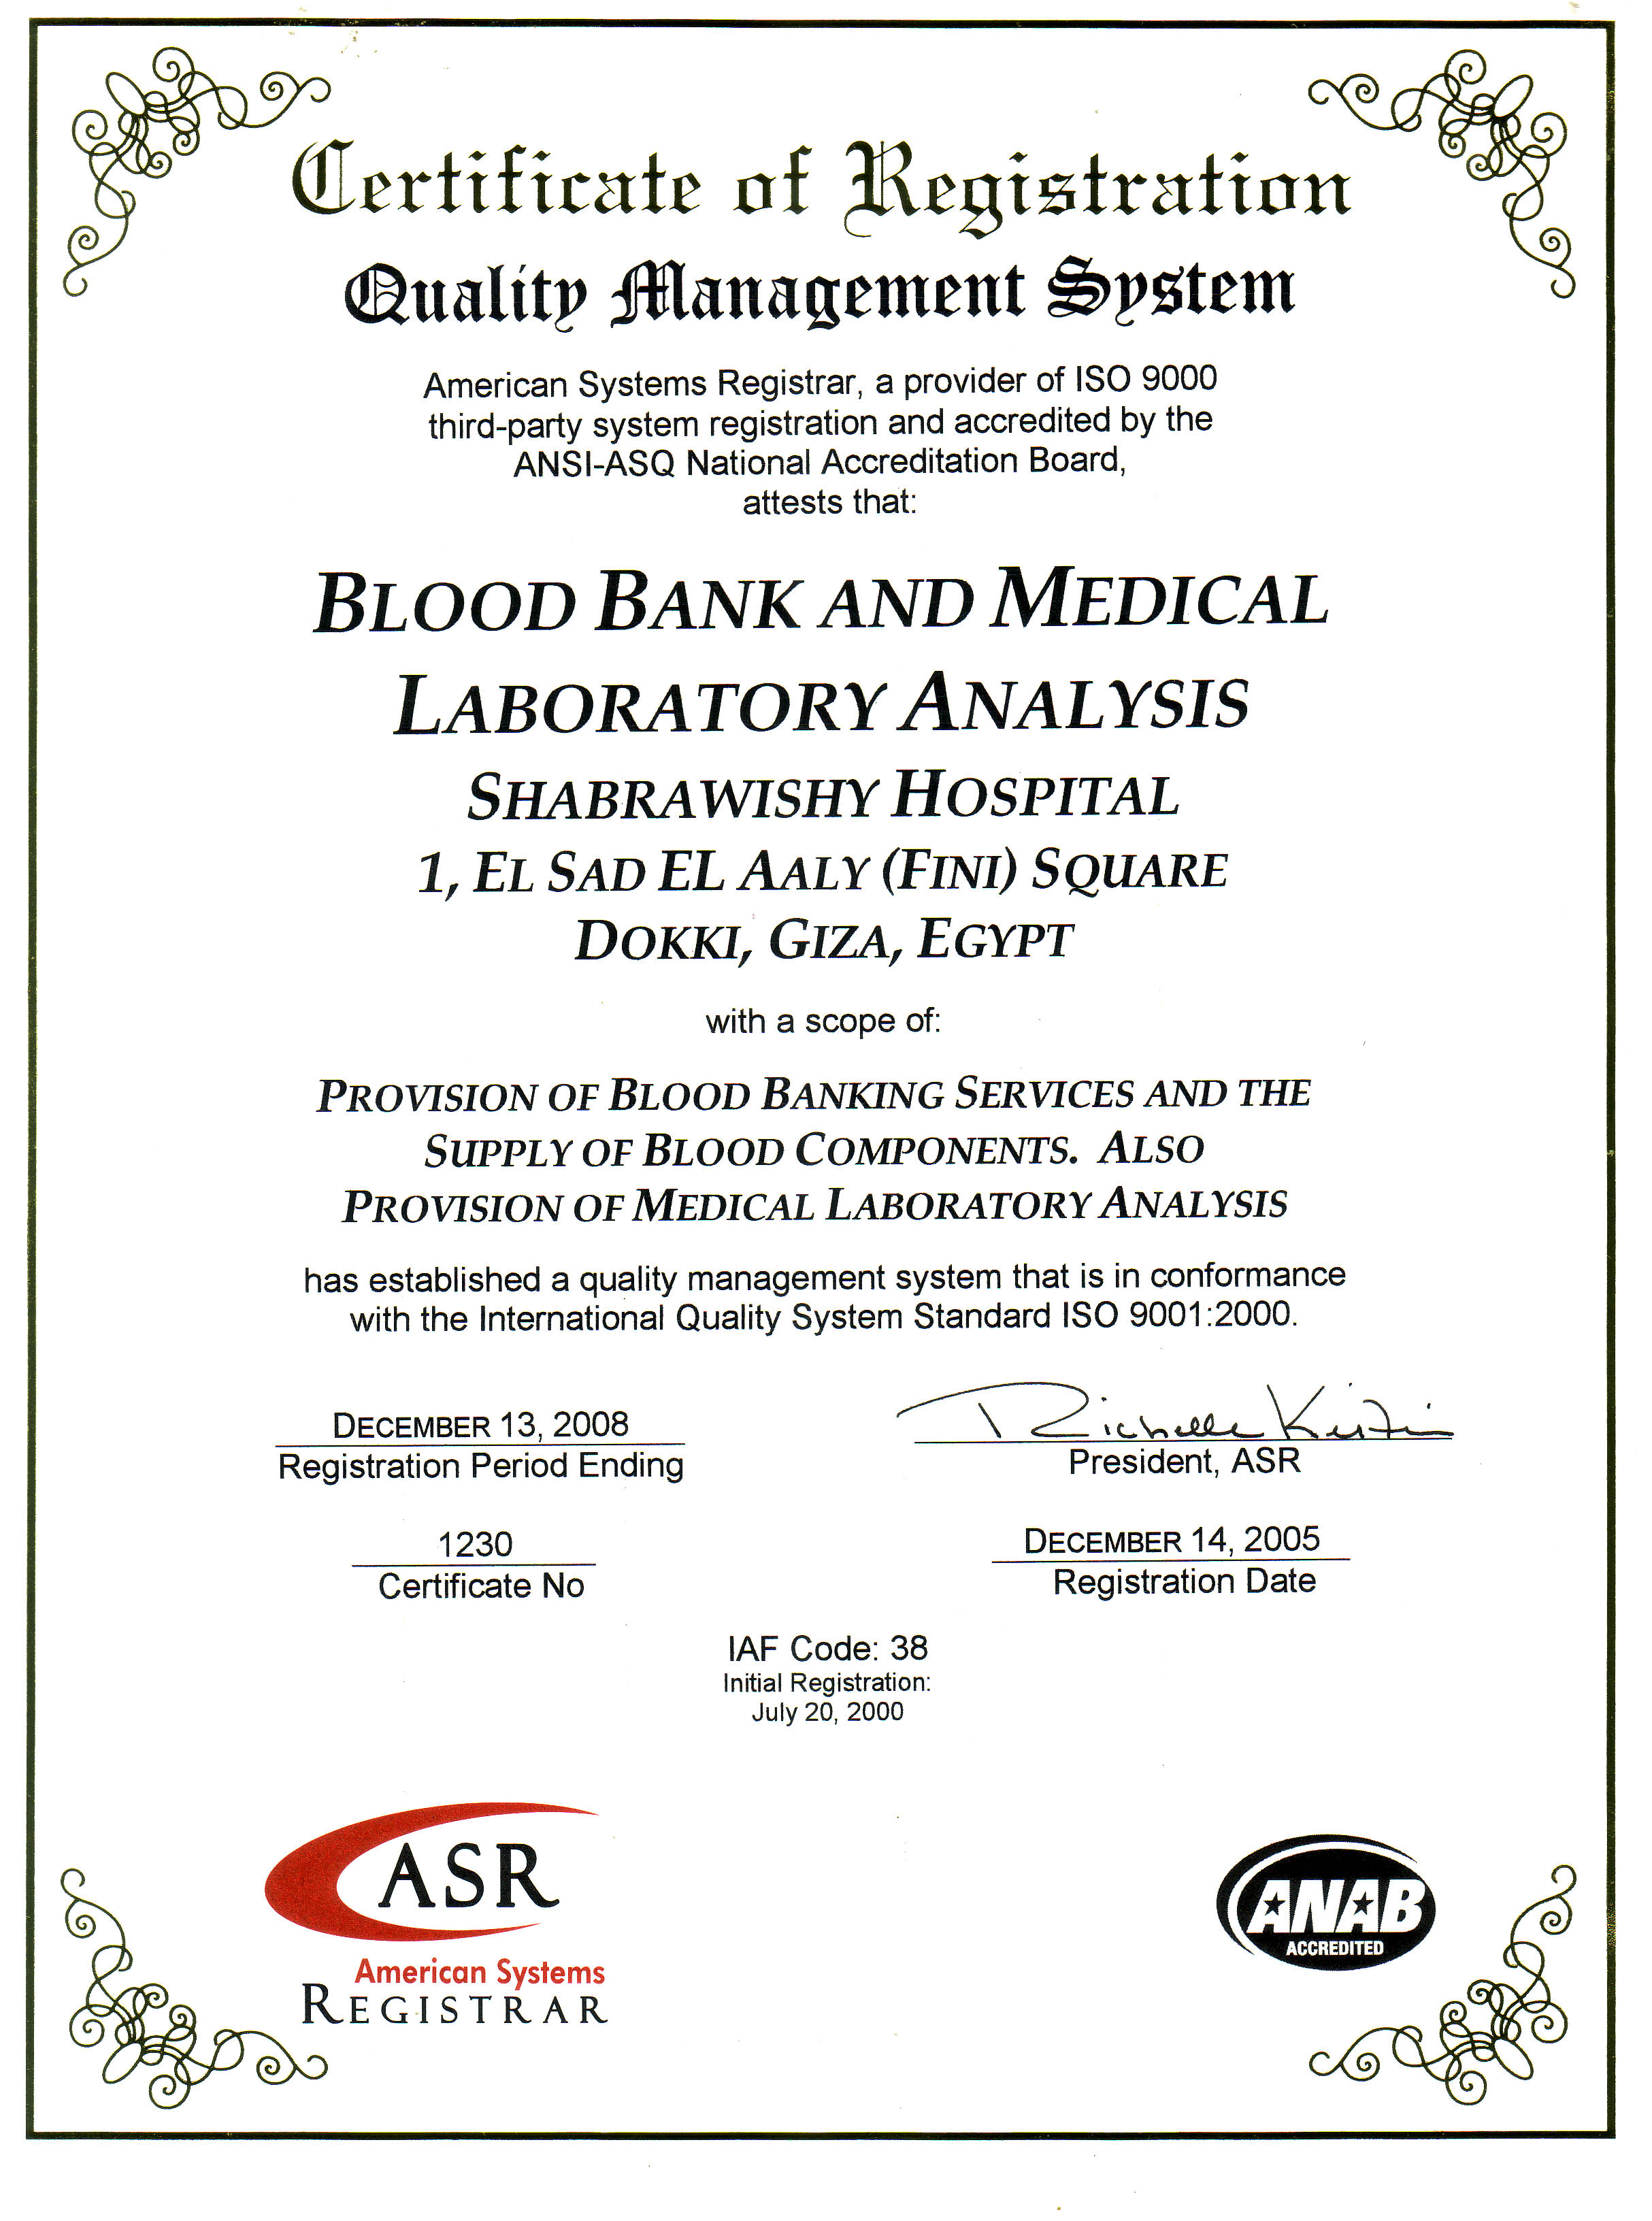 Certificate of Registration
Quality Management System
American Systems Registrar, a provider of ISO 9000
third-party system registration and accredited by the
ANSI-ASQ National Accreditation Board,
attests that:
BLOOD BANK AND MEDICAL
LABORATORY ANALYSIS
SHABRAWISHY HOSPITAL
1, EL SAD EL AALY (FINI) SQUARE
DOKKI, GIZA, EGYPT
with a scope of:
PROVISION OF BLOOD BANKING SERVICES AND THE
SUPPLY OF BLOOD COMPONENTS. ALSO
PROVISION OF MEDICAL LABORATORY ANALYSIS
has established a quality management system that is in conformance
with the International Quality System Standard ISO 9001:2000.
DECEMBER 13, 2008
Registration Period Ending
President, ASR
1230
Certificate No
DECEMBER 14, 2005
Registration Date
IAF Code: 38
Initial Registration:
July 20, 2000
ASR
American Systems
REGISTRAR
ANAB
ACCREDITED